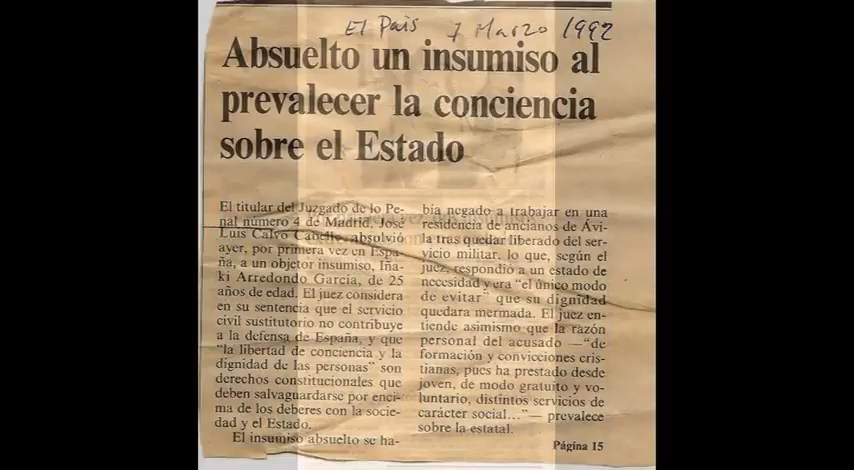 El Pais 7 Marzo 1992
Absuelto un insumiso al
prevalecer la conciencia
sobre el Estado
El titular del Juzgado de lo Pe-
nal número 4 de Madrid, José
Luis Calvo Cabello, absolvió
ayer, por primera vez en Espa-
ña, a un objetor insumiso, Iña-
ki Arredondo García, de 25
años de edad. El juez considera
en su sentencia que el servicio
civil sustitutorio no contribuye
a la defensa de España, y que
"la libertad de conciencia y la
dignidad de las personas" son
derechos constitucionales que
deben salvaguardarse por enci-
ma de los deberes con la socie-
dad y el Estado.
El insumiso absuelto se ha-
bía negado a trabajar en una
residencia de ancianos de Ávi-
la tras quedar liberado del ser-
vicio militar, lo que, según el
juez, respondió a un estado de
necesidad y era "el único modo
de evitar" que su dignidad
quedara mermada. El juez en-
tiende asimismo que la razón
personal del acusado —"de
formación y convicciones cris-
tianas, pues ha prestado desde
joven, de modo gratuito y vo-
luntario, distintos servicios de
carácter social..."— prevalece
sobre la estatal.
Página 15